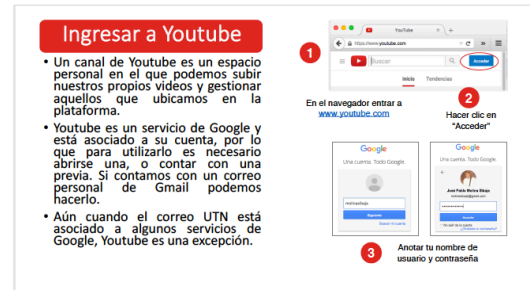 Ingresar a Youtube
• Un canal de Youtube es un espacio
personal en el que podemos subir
nuestros propios videos y gestionar
aquellos que ubicamos en la
plataforma.
• Youtube es un servicio de Google y
está asociado a su cuenta, por lo
que para utilizarlo es necesario
abrirse una, o contar con una
previa. Si contamos con un correo
personal de Gmail podemos
hacerlo.
• Aún cuando el correo UTN está
asociado a algunos servicios de
Google, Youtube es una excepción.
1
YouTube
https://www.youtube.com
Buscar
Acceder
Inicio Tendencias
En el navegador entrar a
www.youtube.com
2
Hacer clic en
"Acceder"
Google
Una cuenta. Todo Google.
Siguiente
Google
Una cuenta. Todo Google.
Acceder
3
Anotar tu nombre de
usuario y contraseña